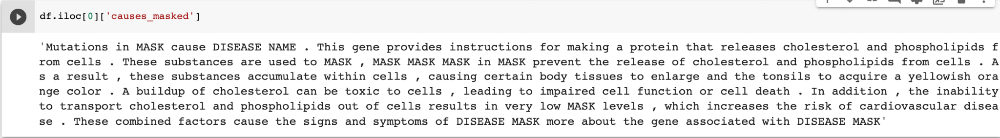 df.iloc[0]['causes_masked']
'Mutations in MASK cause DISEASE NAME . This gene provides instructions for making a protein that releases cholesterol and phospholipids f
rom cells . These substances are used to MASK , MASK MASK MASK in MASK prevent the release of cholesterol and phospholipids from cells . A
s a result , these substances accumulate within cells , causing certain body tissues to enlarge and the tonsils to acquire a yellowish ora
nge color . A buildup of cholesterol can be toxic to cells , leading to impaired cell function or cell death . In addition , the inability
to transport cholesterol and phospholipids out of cells results in very low MASK levels , which increases the risk of cardiovascular disea
se . These combined factors cause the signs and symptoms of DISEASE MASK more about the gene associated with DISEASE MASK'